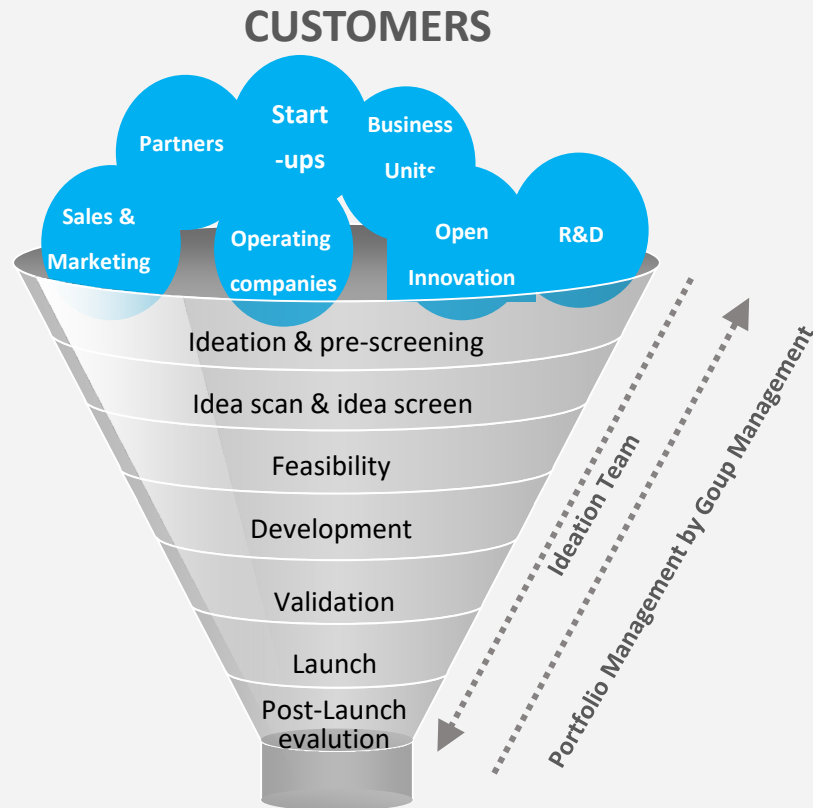 CUSTOMERS
Start
-ups
Partners
Business
Units
Sales &
Marketing
Operating
companies
Open
Innovation
R&D
Ideation & pre-screening
Idea scan & idea screen
Feasibility
Development
Validation
Launch
Post-Launch
evalution
Ideation Team
Portfolio Management by Goup Management